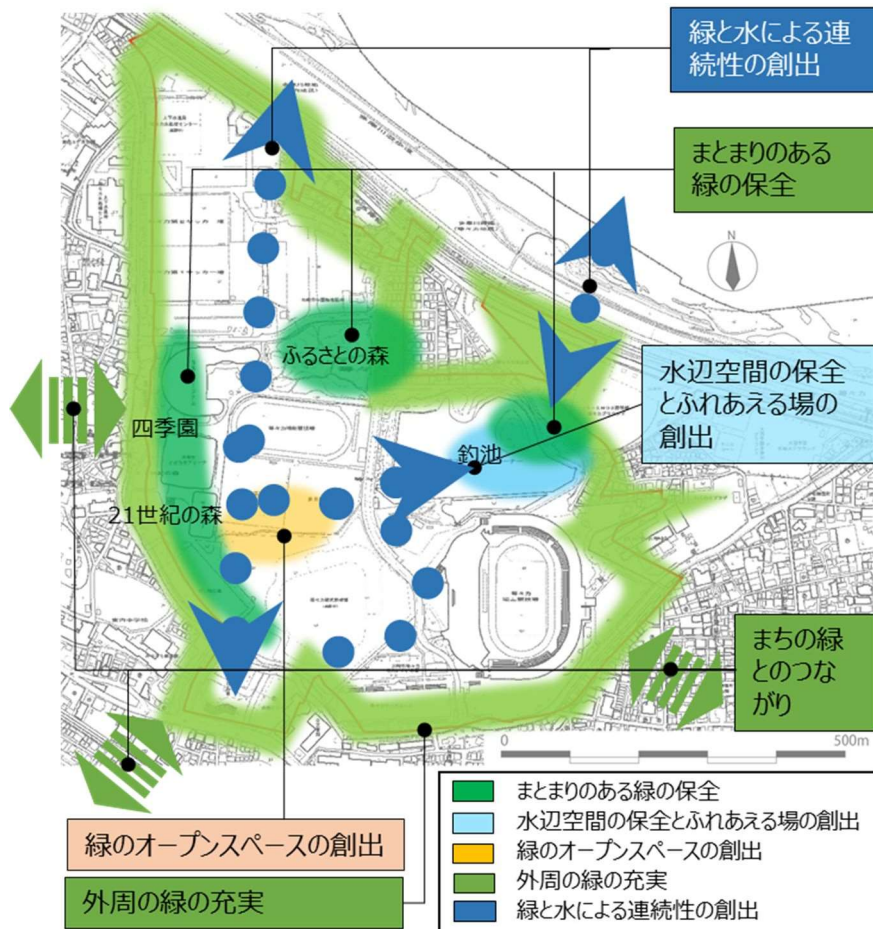 緑と水による連
続性の創出
まとまりのある
緑の保全
N
ふるさとの森
水辺空間の保全
とふれあえる場の
創出
四季園
釣池
21世紀の森
まちの緑
とのつな
がり
0
500m
まとまりのある緑の保全
水辺空間の保全とふれあえる場の創出
緑のオープンスペースの創出
外周の緑の充実
緑と水による連続性の創出
緑のオープンスペースの創出
外周の緑の充実